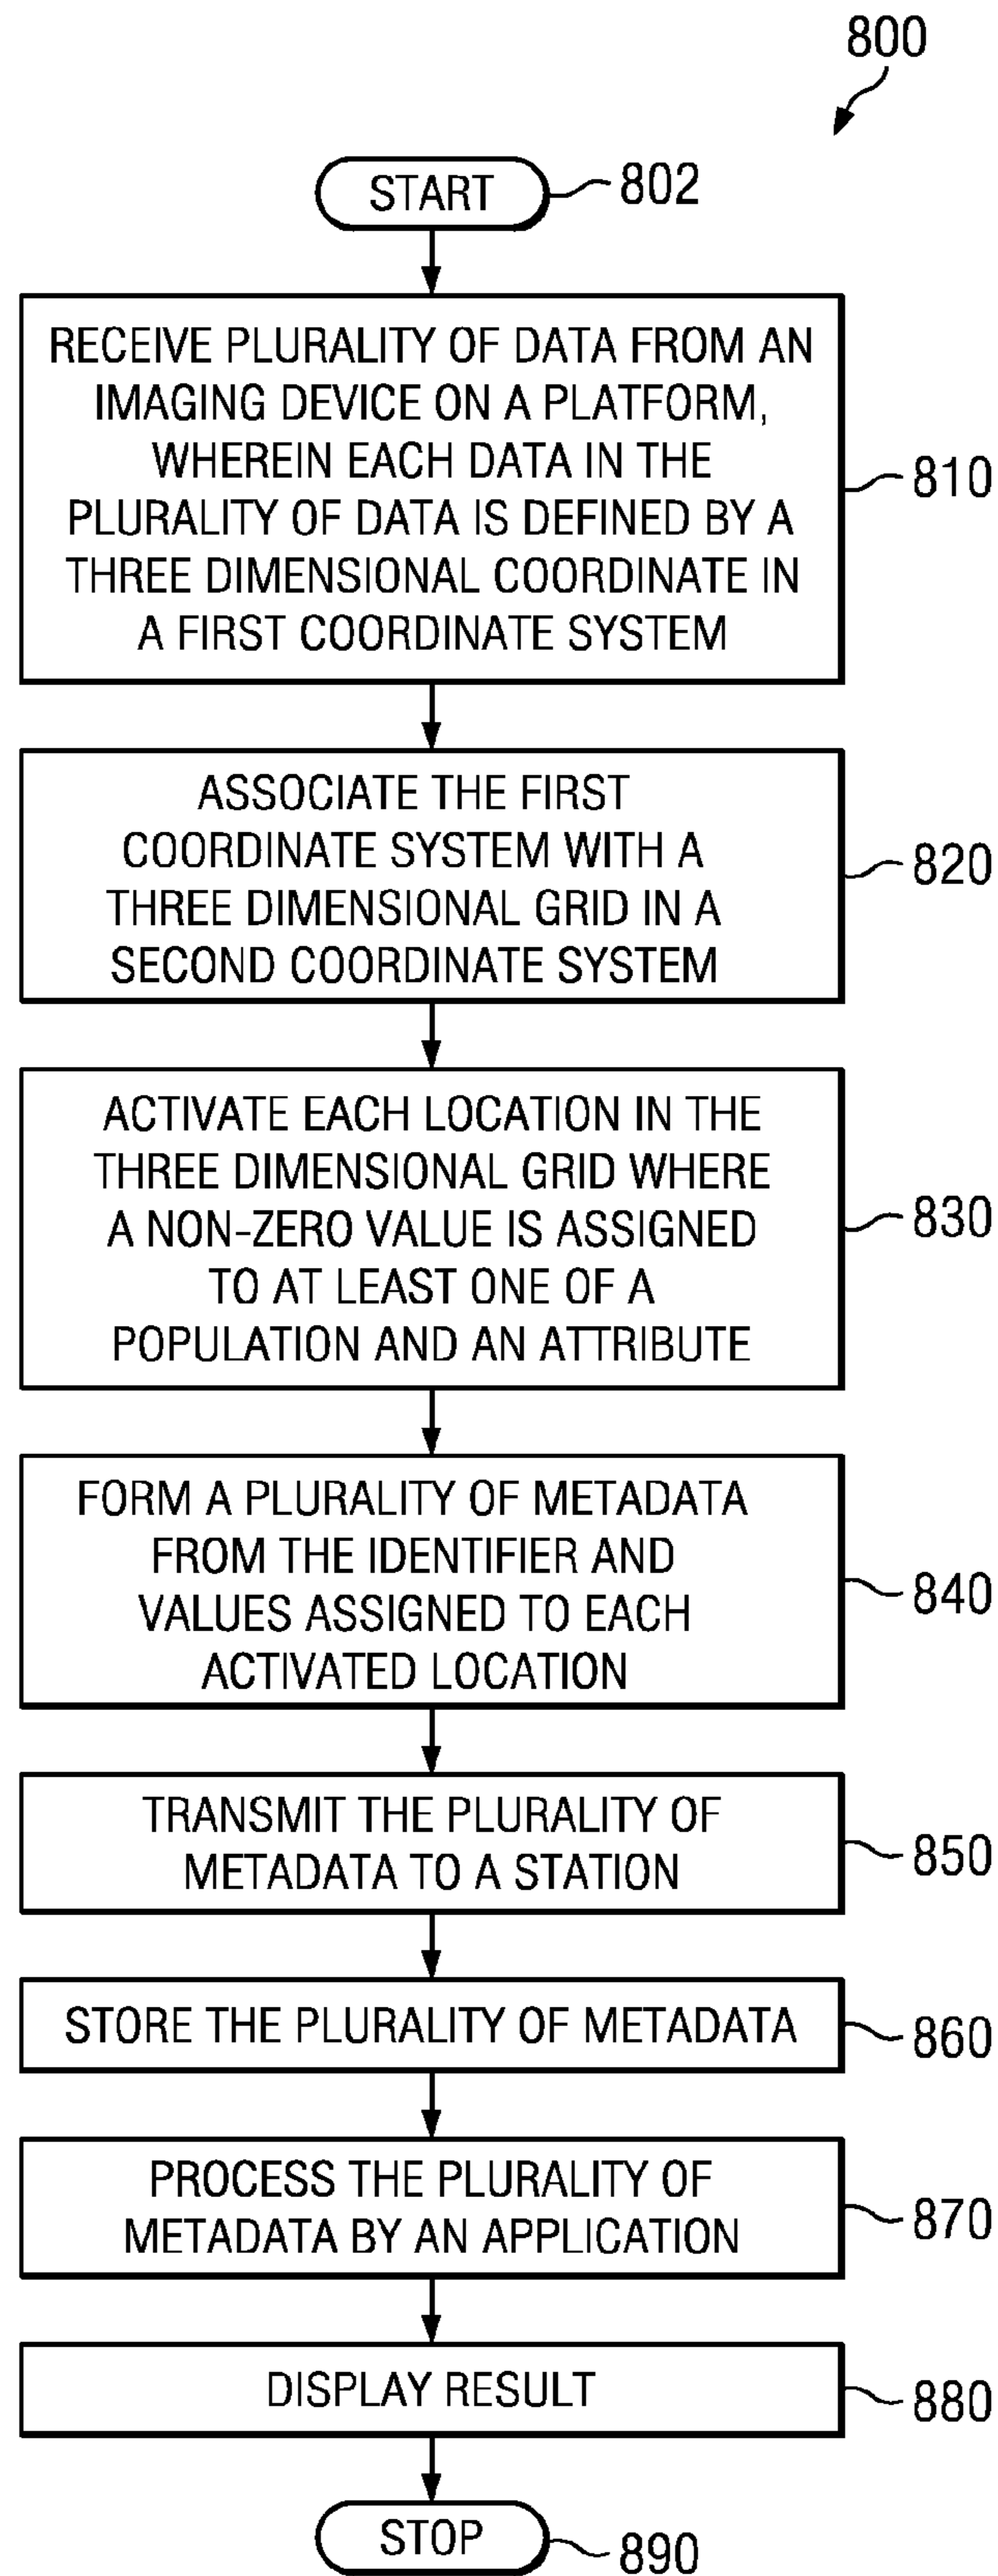 800
START
802
RECEIVE PLURALITY OF DATA FROM AN
IMAGING DEVICE ON A PLATFORM,
WHEREIN EACH DATA IN THE
PLURALITY OF DATA IS DEFINED BY A
THREE DIMENSIONAL COORDINATE IN
A FIRST COORDINATE SYSTEM
810
ASSOCIATE THE FIRST
COORDINATE SYSTEM WITH A
THREE DIMENSIONAL GRID IN A
SECOND COORDINATE SYSTEM
820
ACTIVATE EACH LOCATION IN THE
THREE DIMENSIONAL GRID WHERE
A NON-ZERO VALUE IS ASSIGNED
TO AT LEAST ONE OF A
POPULATION AND AN ATTRIBUTE
830
FORM A PLURALITY OF METADATA
FROM THE IDENTIFIER AND
VALUES ASSIGNED TO EACH
ACTIVATED LOCATION
840
TRANSMIT THE PLURALITY OF
METADATA TO A STATION
850
STORE THE PLURALITY OF METADATA
860
PROCESS THE PLURALITY OF
METADATA BY AN APPLICATION
870
DISPLAY RESULT
880
STOP
890